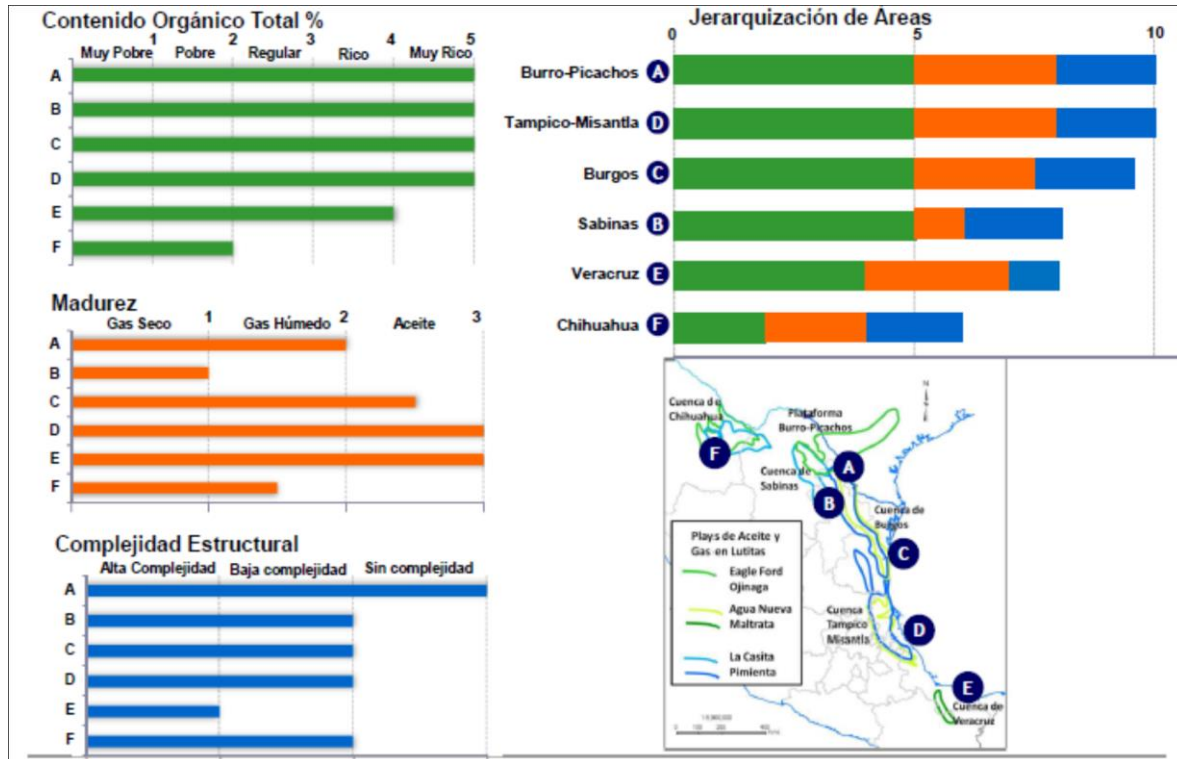 Contenido Orgánico Total %
1 2 3 4 5
Muy Pobre Pobre Regular Rico Muy Rico
A
B
C
D
E
F
Madurez
1 2 3
Gas Seco Gas Húmedo Aceite
A
B
C
D
E
F
Complejidad Estructural
Alta Complejidad Baja complejidad Sin complejidad
A
B
C
D
E
F
Jerarquización de Áreas
0 5 10
Burro-Picachos A
Tampico-Misantla D
Burgos C
Sabinas B
Veracruz E
Chihuahua F
N
Cuenca de
Chihuahua
Plataforma
Burro-Picachos
F
A
Cuenca de
Sabinas
B
Cuenca de
Burgos
C
Plays de Aceite y
Gas en Lutitas
Eagle Ford
Ojinaga
Agua Nueva
Maltrata
La Casita
Pimienta
Cuenca
Tampico
Misantla
D
E
Cuenca de
Veracruz